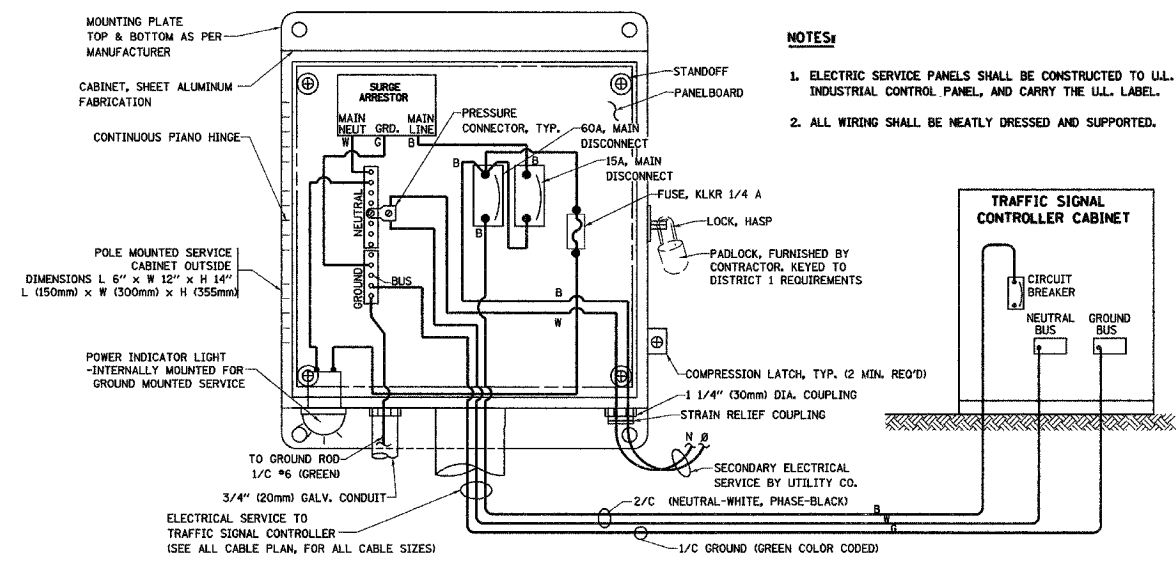 MOUNTING PLATE
TOP & BOTTOM AS PER
MANUFACTURER
CABINET, SHEET ALUMINUM
FABRICATION
CONTINUOUS PIANO HINGE
POLE MOUNTED SERVICE
CABINET OUTSIDE
DIMENSIONS L 6" x W 12" x H 14"
L (150mm) x W (300mm) x H (355mm)
POWER INDICATOR LIGHT
-INTERNALLY MOUNTED FOR
GROUND MOUNTED SERVICE
TO GROUND ROD
1/C #6 (GREEN)
3/4" (20mm) GALV. CONDUIT
ELECTRICAL SERVICE TO
TRAFFIC SIGNAL CONTROLLER
(SEE ALL CABLE PLAN, FOR ALL CABLE SIZES)
SURGE
ARRESTOR
MAIN
NEUT
GRD.
MAIN
LINE
W
G
B
NEUTRAL
GROUND
BUS
PRESSURE
CONNECTOR, TYP.
60A, MAIN
DISCONNECT
15A, MAIN
DISCONNECT
B
B
B
B
W
STANDOFF
PANELBOARD
FUSE, KLKR 1/4 A
LOCK, HASP
PADLOCK, FURNISHED BY
CONTRACTOR. KEYED TO
DISTRICT 1 REQUIREMENTS
COMPRESSION LATCH, TYP. (2 MIN. REQ'D)
1 1/4" (30mm) DIA. COUPLING
STRAIN RELIEF COUPLING
N Ø
SECONDARY ELECTRICAL
SERVICE BY UTILITY CO.
2/C (NEUTRAL-WHITE, PHASE-BLACK)
B
W
G
1/C GROUND (GREEN COLOR CODED)
NOTES:
1. ELECTRIC SERVICE PANELS SHALL BE CONSTRUCTED TO U.L.
INDUSTRIAL CONTROL PANEL, AND CARRY THE U.L. LABEL.
2. ALL WIRING SHALL BE NEATLY DRESSED AND SUPPORTED.
TRAFFIC SIGNAL
CONTROLLER CABINET
CIRCUIT
BREAKER
NEUTRAL
BUS
GROUND
BUS